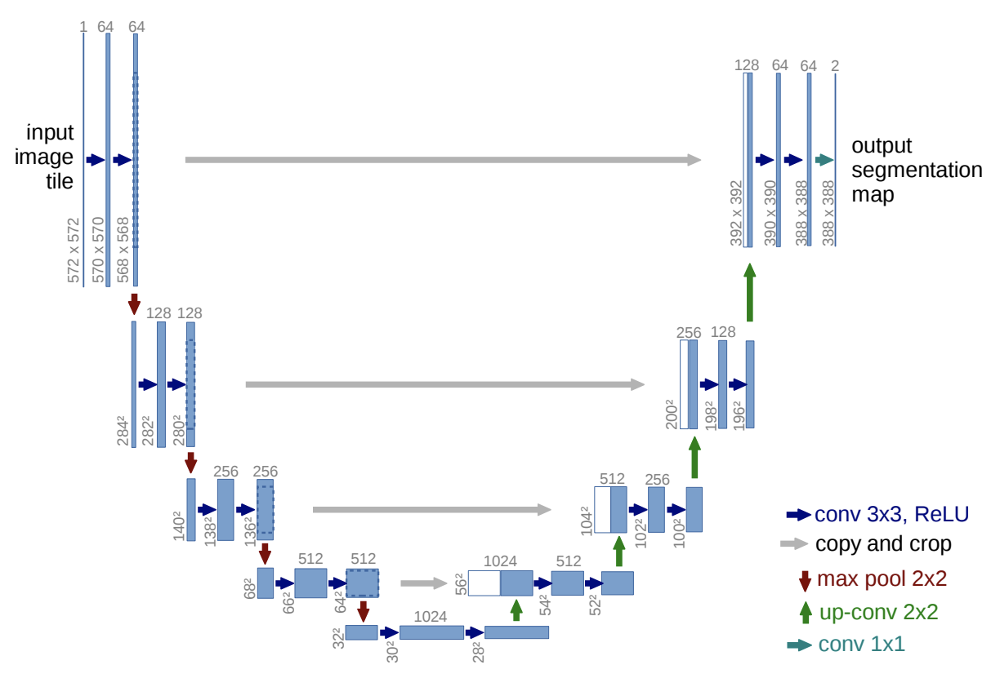 1 64 64
input
image
tile
572 x 572
570 x 570
568 x 568
128 64 64 2
output
segmentation
map
392 x 392
390 x 390
388 x 388
388 x 388
128 128
284²
282²
280²
256 128
200²
198²
196²
256 256
140²
138²
136²
512 256
104²
102²
100²
512 512
68²
66²
64²
1024 512
56²
54²
52²
1024
32²
30²
28²
conv 3x3, ReLU
copy and crop
max pool 2x2
up-conv 2x2
conv 1x1